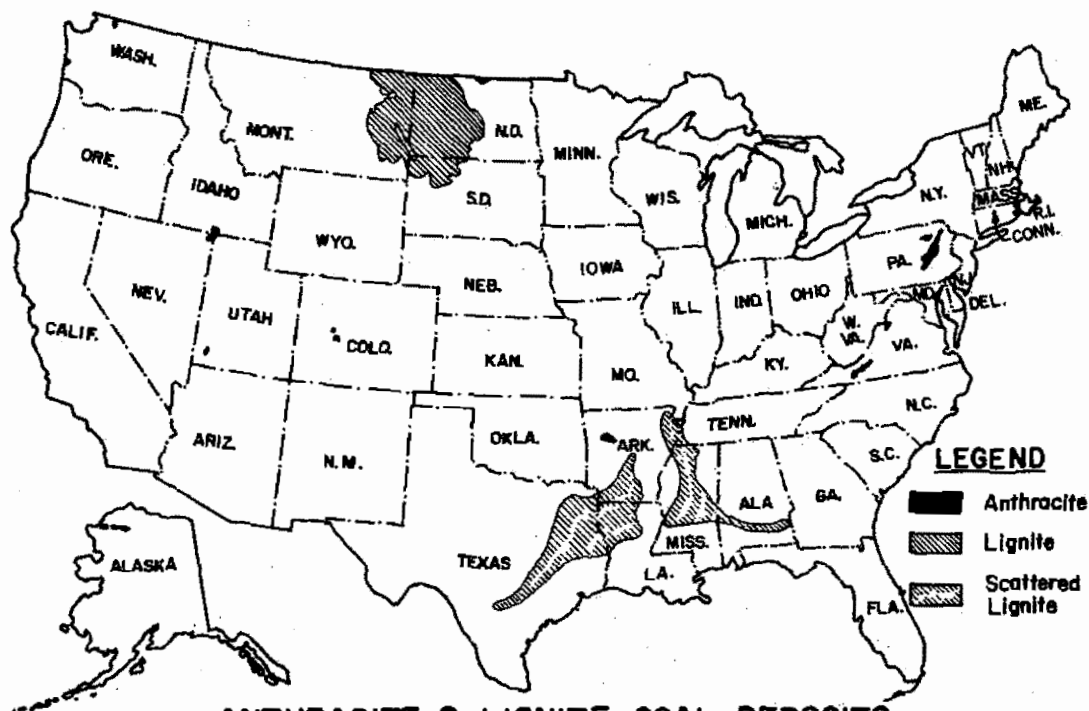 WASH.
ORE.
IDAHO
MONT.
N.D.
MINN.
S.D.
WYO.
WIS.
MICH.
N.Y.
VT.
N.H.
ME.
MASS.
R.I.
CONN.
NEV.
UTAH
COLO.
NEB.
IOWA
ILL.
IND.
OHIO
PA.
N.J.
MD.
DEL.
W.
VA.
VA.
CALIF.
KAN.
MO.
KY.
ARIZ.
N.M.
OKLA.
ARK.
TENN.
N.C.
S.C.
TEXAS
LA.
MISS.
ALA
GA.
FLA.
ALASKA
LEGEND
Anthracite
Lignite
Scattered
Lignite